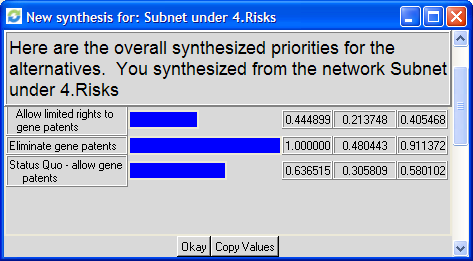 New synthesis for: Subnet under 4.Risks
Here are the overall synthesized priorities for the
alternatives.  You synthesized from the network Subnet
under 4.Risks
Allow limited rights to
gene patents
0.444899 0.213748 0.405468
Eliminate gene patents
1.000000 0.480443 0.911372
Status Quo - allow gene
patents
0.636515 0.305809 0.580102
Okay Copy Values